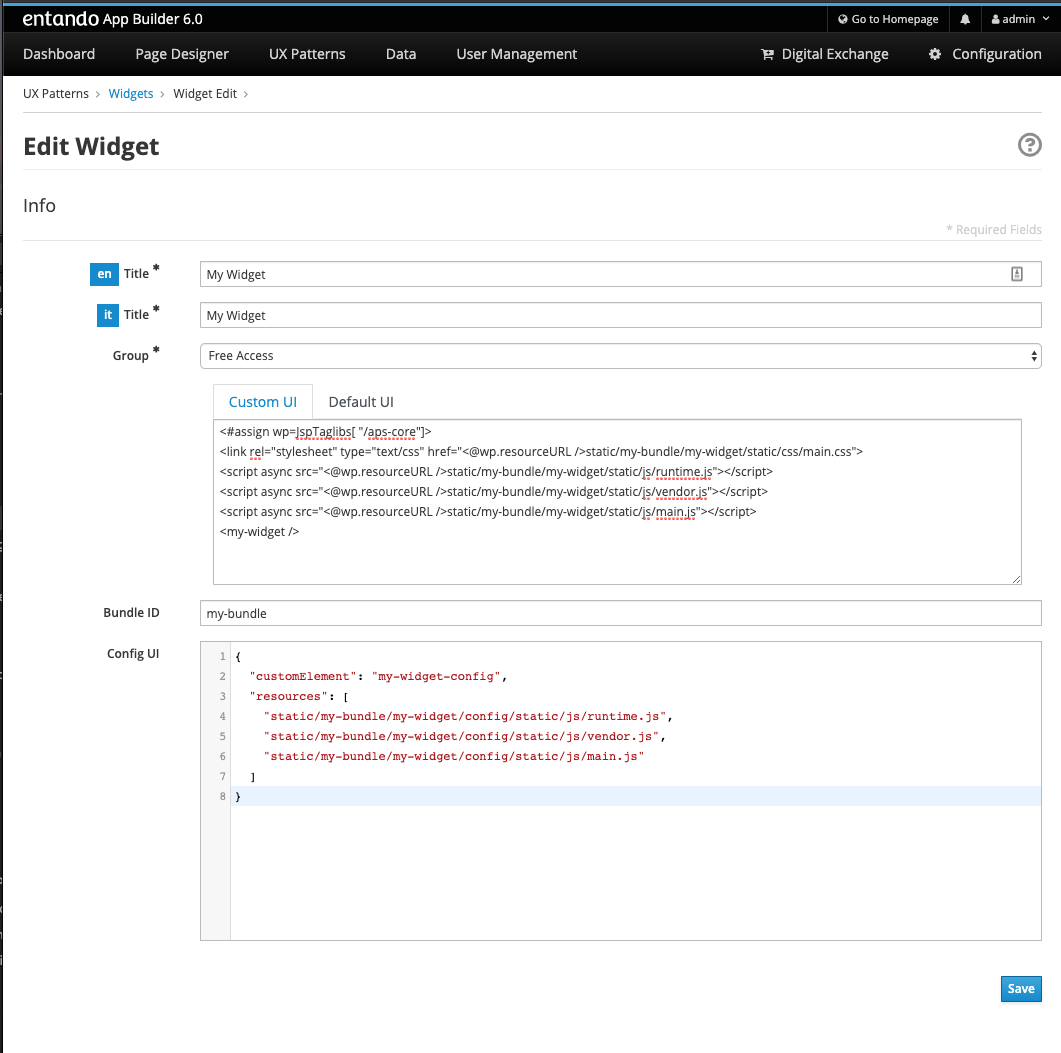 entando App Builder 6.0
Go to Homepage
admin
Dashboard Page Designer UX Patterns Data User Management Digital Exchange Configuration
UX Patterns > Widgets > Widget Edit >
Edit Widget
Info
* Required Fields
en Title * My Widget
it Title * My Widget
Group * Free Access
Custom UI Default UI
<#assign wp=JspTaglibs[ "/aps-core"]>
<link rel="stylesheet" type="text/css" href="<@wp.resourceURL />static/my-bundle/my-widget/static/css/main.css">
<script async src="<@wp.resourceURL />static/my-bundle/my-widget/static/js/runtime.js"></script>
<script async src="<@wp.resourceURL />static/my-bundle/my-widget/static/js/vendor.js"></script>
<script async src="<@wp.resourceURL />static/my-bundle/my-widget/static/js/main.js"></script>
<my-widget />
Bundle ID my-bundle
Config UI
1 {
2 "customElement": "my-widget-config",
3 "resources": [
4 "static/my-bundle/my-widget/config/static/js/runtime.js",
5 "static/my-bundle/my-widget/config/static/js/vendor.js",
6 "static/my-bundle/my-widget/config/static/js/main.js"
7 ]
8 }
Save